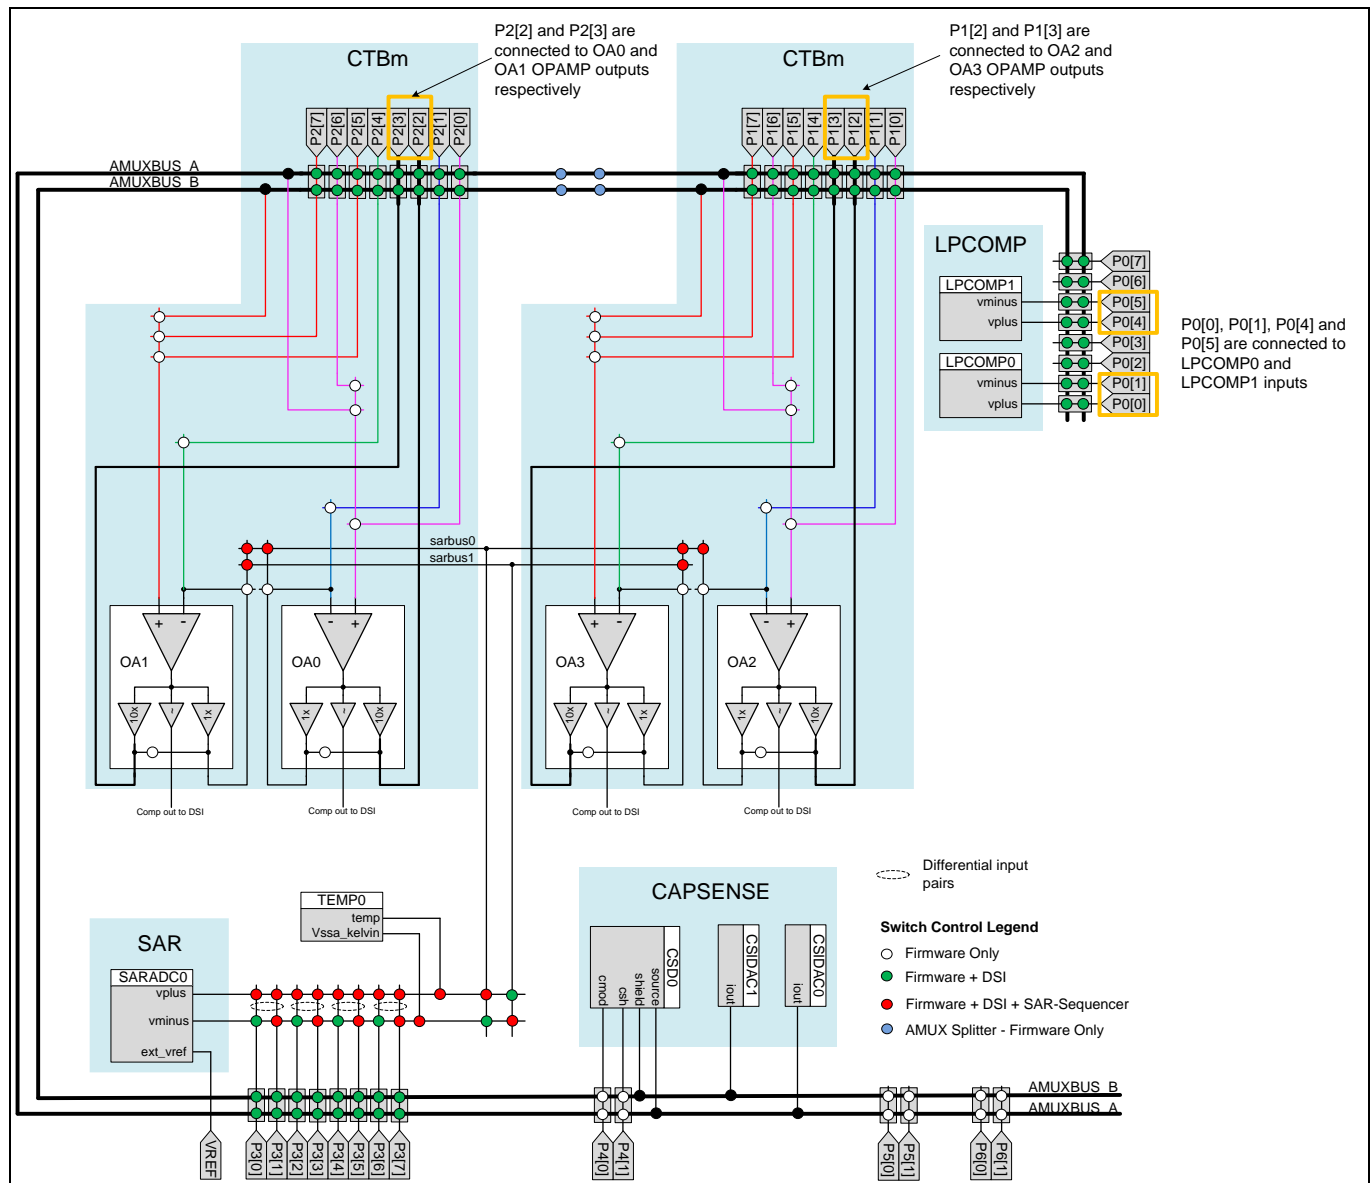 P2[2] and P2[3] are
connected to OA0 and
OA1 OPAMP outputs
respectively
P1[2] and P1[3] are
connected to OA2 and
OA3 OPAMP outputs
respectively
CTBm
CTBm
P2[7]
P2[6]
P2[5]
P2[4]
P2[3]
P2[2]
P2[1]
P2[0]
P1[7]
P1[6]
P1[5]
P1[4]
P1[3]
P1[2]
P1[1]
P1[0]
AMUXBUS_A
AMUXBUS_B
LPCOMP
LPCOMP1
vminus
vplus
LPCOMP0
vminus
vplus
P0[7]
P0[6]
P0[5]
P0[4]
P0[3]
P0[2]
P0[1]
P0[0]
P0[0], P0[1], P0[4] and
P0[5] are connected to
LPCOMP0 and
LPCOMP1 inputs
sarbus0
sarbus1
+ -
OA1
10x
~
1x
- +
OA0
1x
~
10x
+ -
OA3
10x
~
1x
- +
OA2
1x
~
10x
Comp out to DSI
Comp out to DSI
Comp out to DSI
Comp out to DSI
Differential input
pairs
Switch Control Legend
Firmware Only
Firmware + DSI
Firmware + DSI + SAR-Sequencer
AMUX Splitter - Firmware Only
TEMP0
temp
Vssa_kelvin
SAR
SARADC0
vplus
vminus
ext_vref
CAPSENSE
CSD0
cmod
csh
shield
source
CSIDAC1
iout
CSIDAC0
iout
AMUXBUS_B
AMUXBUS_A
VREF
P3[0]
P3[1]
P3[2]
P3[3]
P3[4]
P3[5]
P3[6]
P3[7]
P4[0]
P4[1]
P5[0]
P5[1]
P6[0]
P6[1]